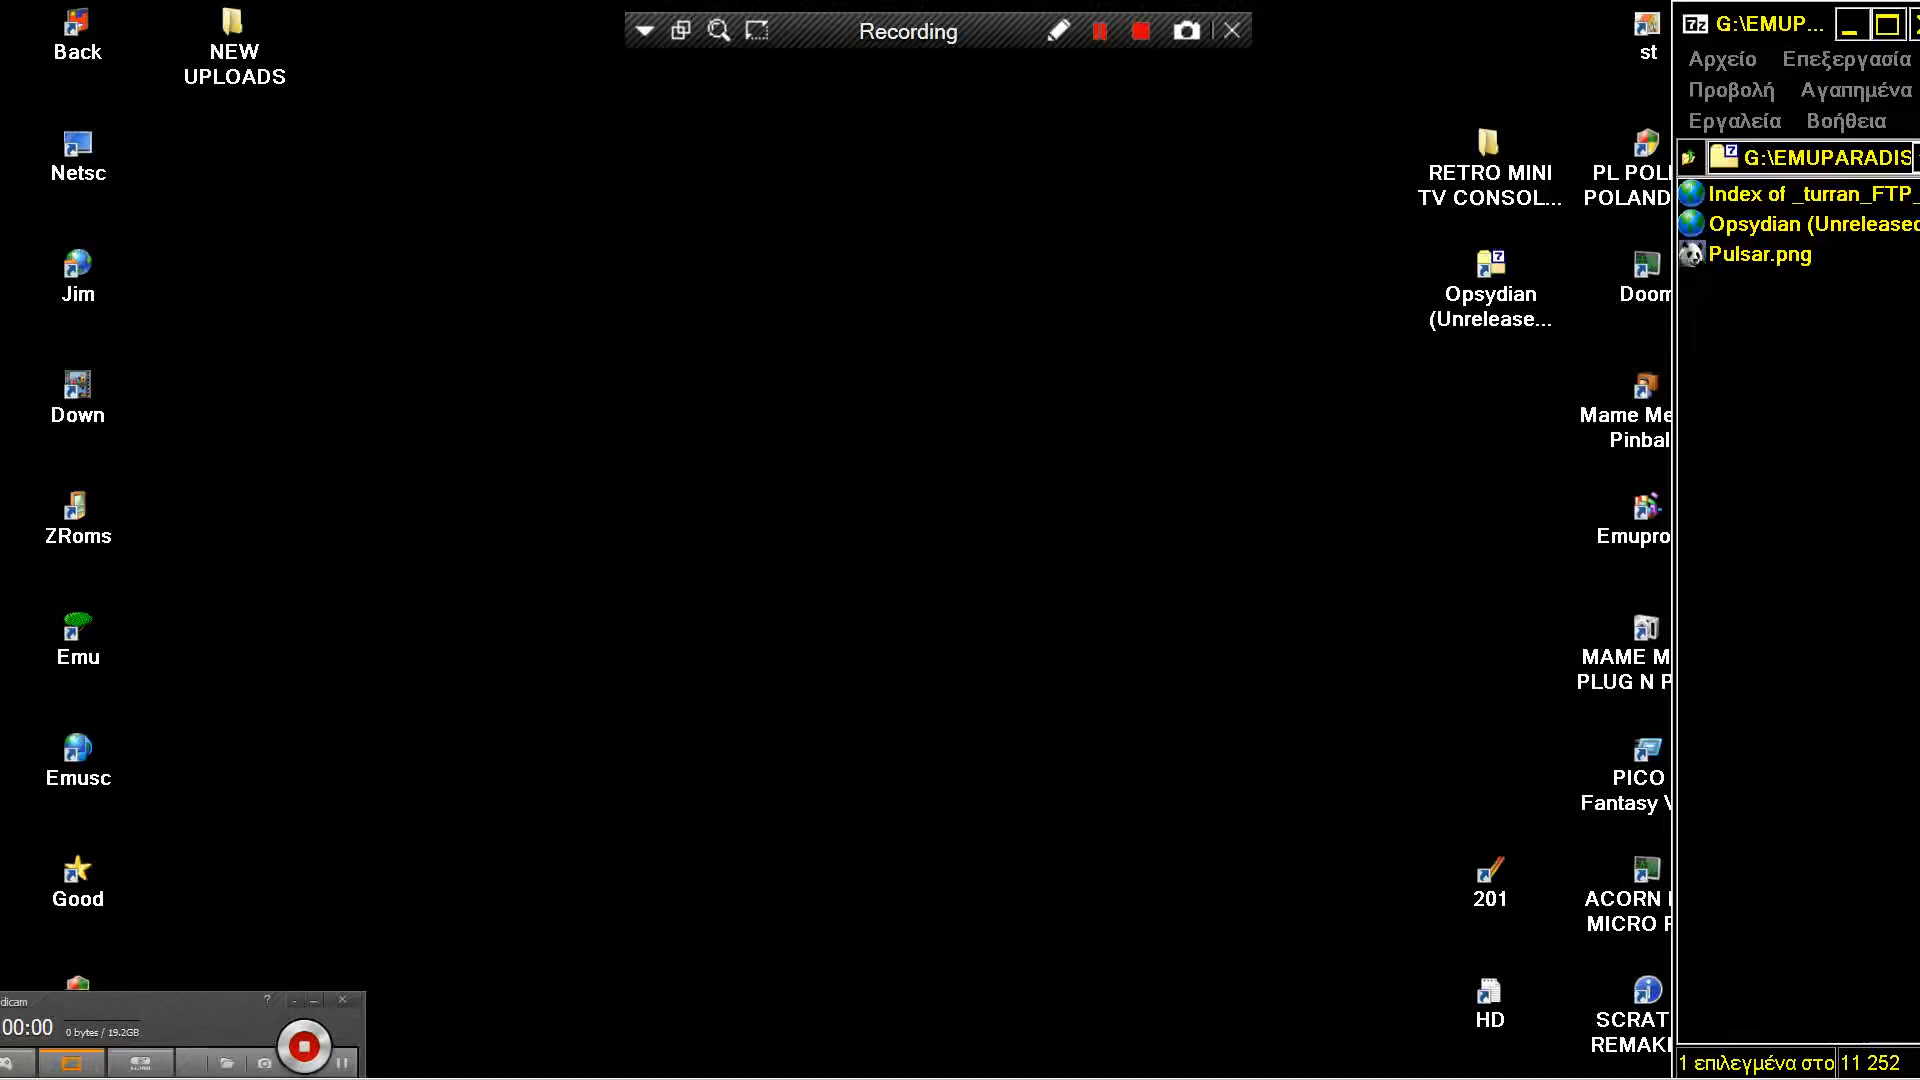 Back
NEW
UPLOADS
Recording
st
G:\EMUP...
Αρχείο Επεξεργασία
Προβολή Αγαπημένα
Εργαλεία Βοήθεια
G:\EMUPARADIS
Index of _turran_FTP_
Opsydian (Unreleased
Pulsar.png
Netsc
RETRO MINI
TV CONSOL...
PL POLI
POLAND
Jim
Opsydian
(Unrelease...
Doom
Down
Mame Me
Pinbal
ZRoms
Emupro
Emu
MAME M
PLUG N P
Emusc
PICO
Fantasy V
Good
201
ACORN
MICRO F
HD
SCRAT
REMAK
dicam
00:00
0 bytes / 19.2GB
1 επιλεγμένα στο
11 252